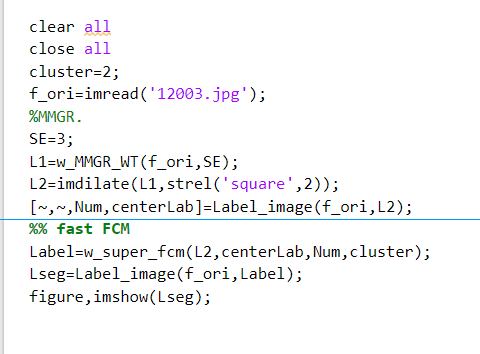 clear all
close all
cluster=2;
f_ori=imread('12003.jpg');
%MMGR.
SE=3;
L1=w_MMGR_WT(f_ori,SE);
L2=imdilate(L1,strel('square',2));
[~,~,Num,centerLab]=Label_image(f_ori,L2);
%% fast FCM
Label=w_super_fcm(L2,centerLab,Num,cluster);
Lseg=Label_image(f_ori,Label);
figure,imshow(Lseg);